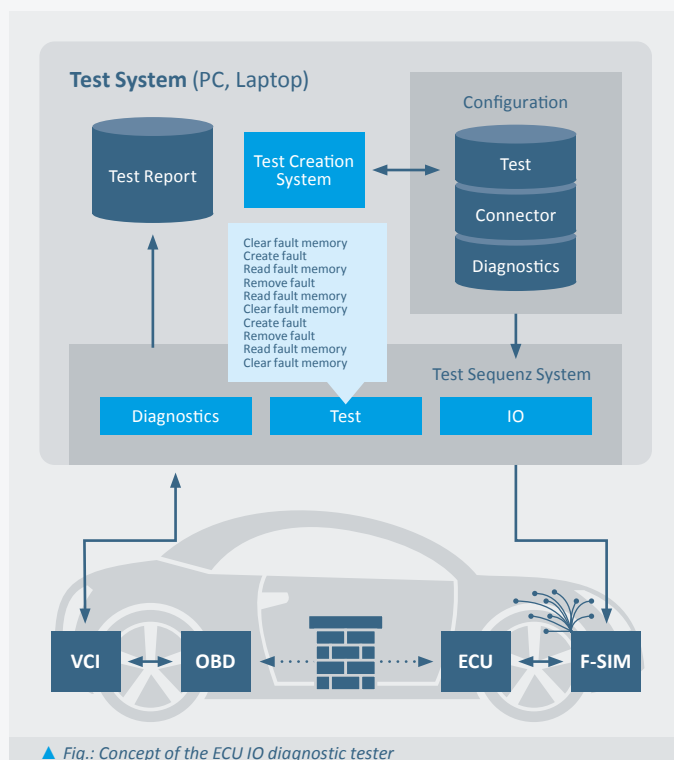 Test System (PC, Laptop)
Configuration
Test Report
Test Creation
System
Test
Connector
Diagnostics
Clear fault memory
Create fault
Read fault memory
Remove fault
Read fault memory
Clear fault memory
Create fault
Remove fault
Read fault memory
Clear fault memory
Test Sequenz System
Diagnostics
Test
IO
VCI
OBD
ECU
F-SIM
▲ Fig.: Concept of the ECU IO diagnostic tester